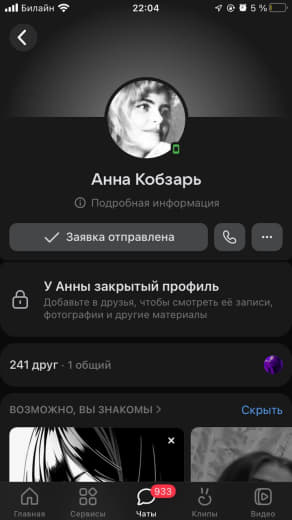 Билайн 22:04 5 %
Анна Кобзарь
Подробная информация
Заявка отправлена
У Анны закрытый профиль
Добавьте в друзья, чтобы смотреть её записи,
фотографии и другие материалы
241 друг · 1 общий
ВОЗМОЖНО, ВЫ ЗНАКОМЫ Скрыть
933
Главная Сервисы Чаты Клипы Видео